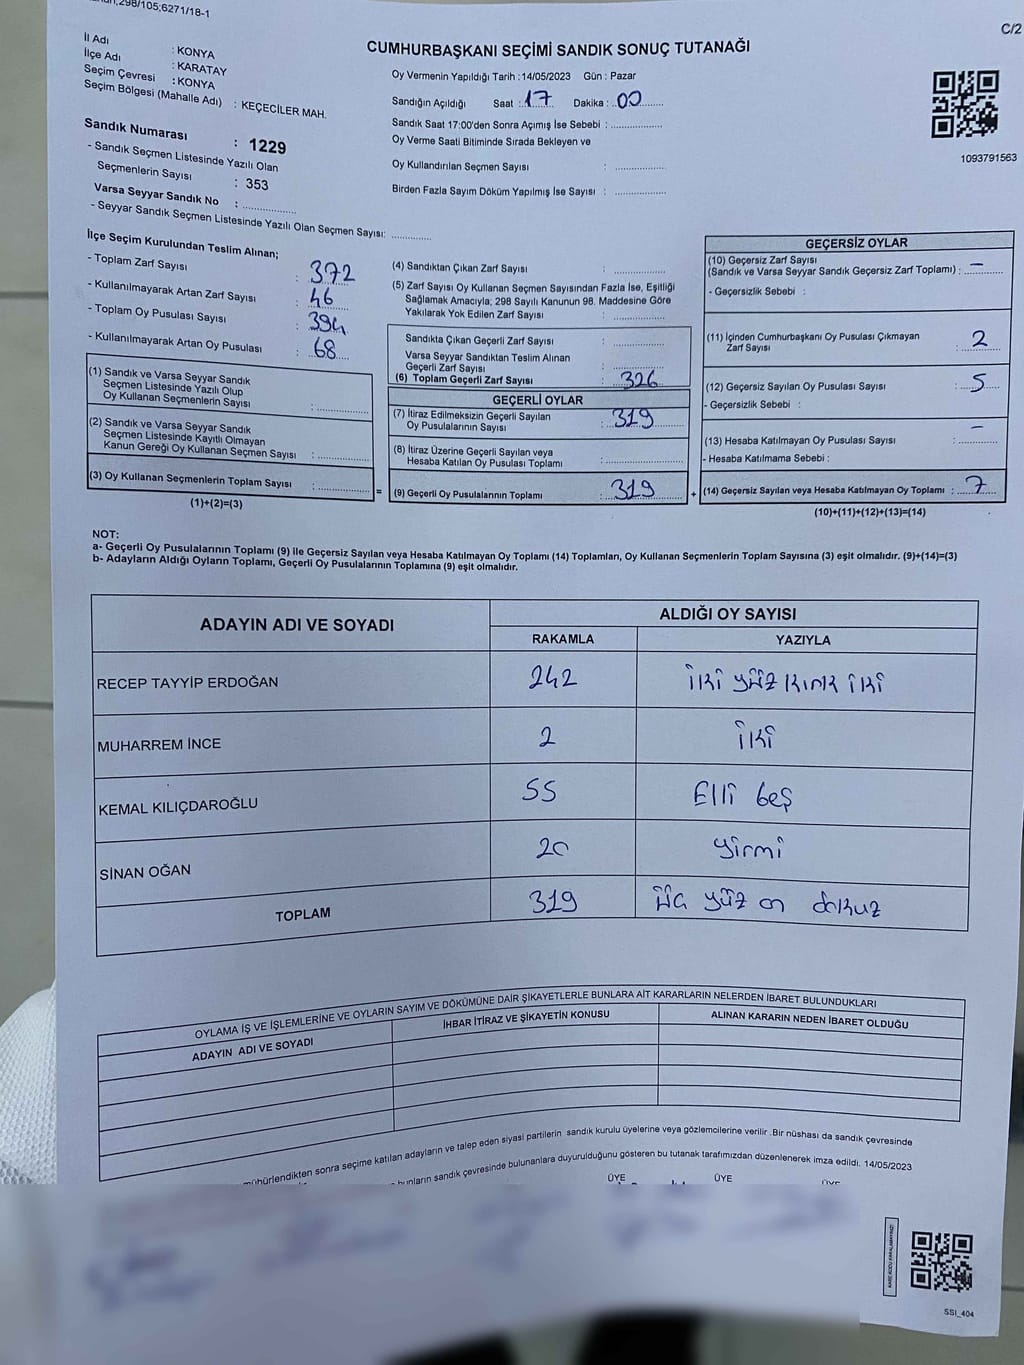 298/105;6271/18-1
C/2
CUMHURBAŞKANI SEÇİMİ SANDIK SONUÇ TUTANAĞI
İl Adı : KONYA
İlçe Adı : KARATAY
Seçim Çevresi : KONYA
Seçim Bölgesi (Mahalle Adı) : KEÇECİLER MAH.
Sandık Numarası : 1229
- Sandık Seçmen Listesinde Yazılı Olan
Seçmenlerin Sayısı : 353
Varsa Seyyar Sandık No : ..................
- Seyyar Sandık Seçmen Listesinde Yazılı Olan Seçmen Sayısı: .............
Oy Vermenin Yapıldığı Tarih :14/05/2023 Gün : Pazar
Sandığın Açıldığı Saat : 17 Dakika : 00
Sandık Saat 17:00'den Sonra Açımış İse Sebebi : ..................
Oy Verme Saati Bitiminde Sırada Bekleyen ve
Oy Kullandırılan Seçmen Sayısı : ..................
Birden Fazla Sayım Döküm Yapılmış İse Sayısı : ..................
1093791563
İlçe Seçim Kurulundan Teslim Alınan;
- Toplam Zarf Sayısı : 372
- Kullanılmayarak Artan Zarf Sayısı : 46
- Toplam Oy Pusulası Sayısı : 394
- Kullanılmayarak Artan Oy Pusulası : 68
(1) Sandık ve Varsa Seyyar Sandık
Seçmen Listesinde Yazılı Olup
Oy Kullanan Seçmenlerin Sayısı : ..................
(2) Sandık ve Varsa Seyyar Sandık
Seçmen Listesinde Kayıtlı Olmayan
Kanun Gereği Oy Kullanan Seçmen Sayısı : ..................
(3) Oy Kullanan Seçmenlerin Toplam Sayısı : ..................
(1)+(2)=(3)
=
(4) Sandıktan Çıkan Zarf Sayısı : ..................
(5) Zarf Sayısı Oy Kullanan Seçmen Sayısından Fazla İse, Eşitliği
Sağlamak Amacıyla; 298 Sayılı Kanunun 98. Maddesine Göre
Yakılarak Yok Edilen Zarf Sayısı : ..................
Sandıkta Çıkan Geçerli Zarf Sayısı : ..................
Varsa Seyyar Sandıktan Teslim Alınan
Geçerli Zarf Sayısı : ..................
(6) Toplam Geçerli Zarf Sayısı : 326
GEÇERLİ OYLAR
(7) İtiraz Edilmeksizin Geçerli Sayılan
Oy Pusulalarının Sayısı : 319
(8) İtiraz Üzerine Geçerli Sayılan veya
Hesaba Katılan Oy Pusulası Toplamı : ..................
(9) Geçerli Oy Pusulalarının Toplamı : 319
+
GEÇERSİZ OYLAR
(10) Geçersiz Zarf Sayısı
(Sandık ve Varsa Seyyar Sandık Geçersiz Zarf Toplamı) : —
- Geçersizlik Sebebi :
(11) İçinden Cumhurbaşkanı Oy Pusulası Çıkmayan
Zarf Sayısı : 2
(12) Geçersiz Sayılan Oy Pusulası Sayısı : 5
- Geçersizlik Sebebi :
(13) Hesaba Katılmayan Oy Pusulası Sayısı : —
- Hesaba Katılmama Sebebi :
(14) Geçersiz Sayılan veya Hesaba Katılmayan Oy Toplamı : 7
(10)+(11)+(12)+(13)=(14)
NOT:
a- Geçerli Oy Pusulalarının Toplamı (9) ile Geçersiz Sayılan veya Hesaba Katılmayan Oy Toplamı (14) Toplamları, Oy Kullanan Seçmenlerin Toplam Sayısına (3) eşit olmalıdır. (9)+(14)=(3)
b- Adayların Aldığı Oyların Toplamı, Geçerli Oy Pusulalarının Toplamına (9) eşit olmalıdır.
ADAYIN ADI VE SOYADI
ALDIĞI OY SAYISI
RAKAMLA YAZIYLA
RECEP TAYYİP ERDOĞAN 242 iki yüz kırk iki
MUHARREM İNCE 2 iki
KEMAL KILIÇDAROĞLU 55 Elli beş
SİNAN OĞAN 20 yirmi
TOPLAM 319 üç yüz on dokuz
OYLAMA İŞ VE İŞLEMLERİNE VE OYLARIN SAYIM VE DÖKÜMÜNE DAİR ŞİKAYETLERLE BUNLARA AİT KARARLARIN NELERDEN İBARET BULUNDUKLARI
ADAYIN ADI VE SOYADI İHBAR İTİRAZ VE ŞİKAYETİN KONUSU ALINAN KARARIN NEDEN İBARET OLDUĞU
mühürlendikten sonra seçime katılan adayların ve talep eden siyasi partilerin sandık kurulu üyelerine veya gözlemcilerine verilir .Bir nüshası da sandık çevresinde
bunların sandık çevresinde bulunanlara duyurulduğunu gösteren bu tutanak tarafımızdan düzenlenerek imza edildi. 14/05/2023
ÜYE ÜYE ÜYE
SSI_404